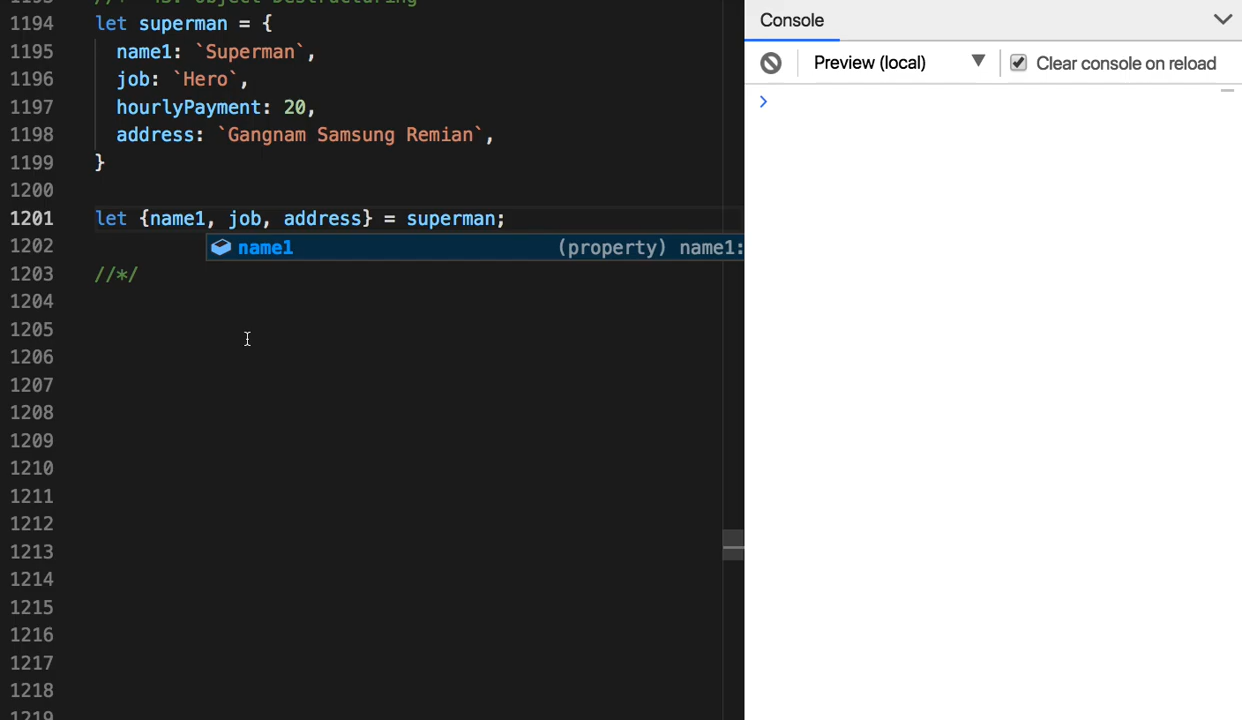 1194 let superman = {
1195 name1: `Superman`,
1196 job: `Hero`,
1197 hourlyPayment: 20,
1198 address: `Gangnam Samsung Remian`,
1199 }
1200
1201 let {name1, job, address} = superman;
1202 name1 (property) name1:
1203 //*/
1204
1205
1206
1207
1208
1209
1210
1211
1212
1213
1214
1215
1216
1217
1218
1219
Console
Preview (local) ▼ Clear console on reload
>